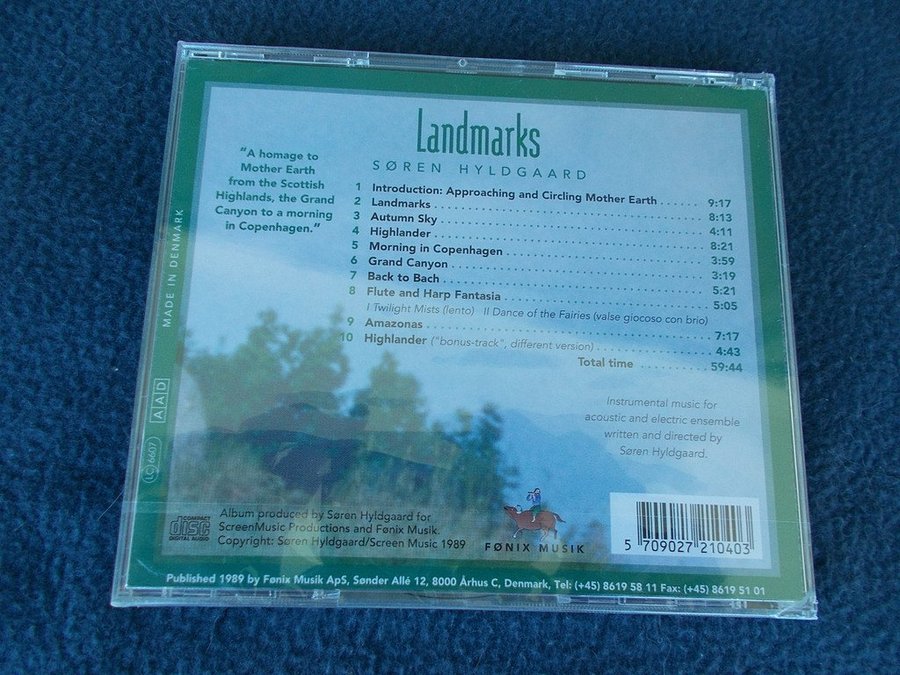 Landmarks
SØREN HYLDGAARD
"A homage to
Mother Earth
from the Scottish
Highlands, the Grand
Canyon to a morning
in Copenhagen."
1 Introduction: Approaching and Circling Mother Earth 9:17
2 Landmarks 8:13
3 Autumn Sky 4:11
4 Highlander 8:21
5 Morning in Copenhagen 3:59
6 Grand Canyon 3:19
7 Back to Bach 5:21
8 Flute and Harp Fantasia 5:05
I Twilight Mists (lento) II Dance of the Fairies (valse giocoso con brio)
9 Amazonas 7:17
10 Highlander ("bonus-track", different version) 4:43
Total time 59:44
Instrumental music for
acoustic and electric ensemble
written and directed by
Søren Hyldgaard.
MADE IN DENMARK
AAD
LC 6607
COMPACT
disc
DIGITAL AUDIO
Album produced by Søren Hyldgaard for
ScreenMusic Productions and Fønix Musik.
Copyright: Søren Hyldgaard/Screen Music 1989
FØNIX MUSIK
5 709027 210403
Published 1989 by Fønix Musik ApS, Sønder Allé 12, 8000 Århus C, Denmark, Tel: (+45) 8619 58 11 Fax: (+45) 8619 51 01